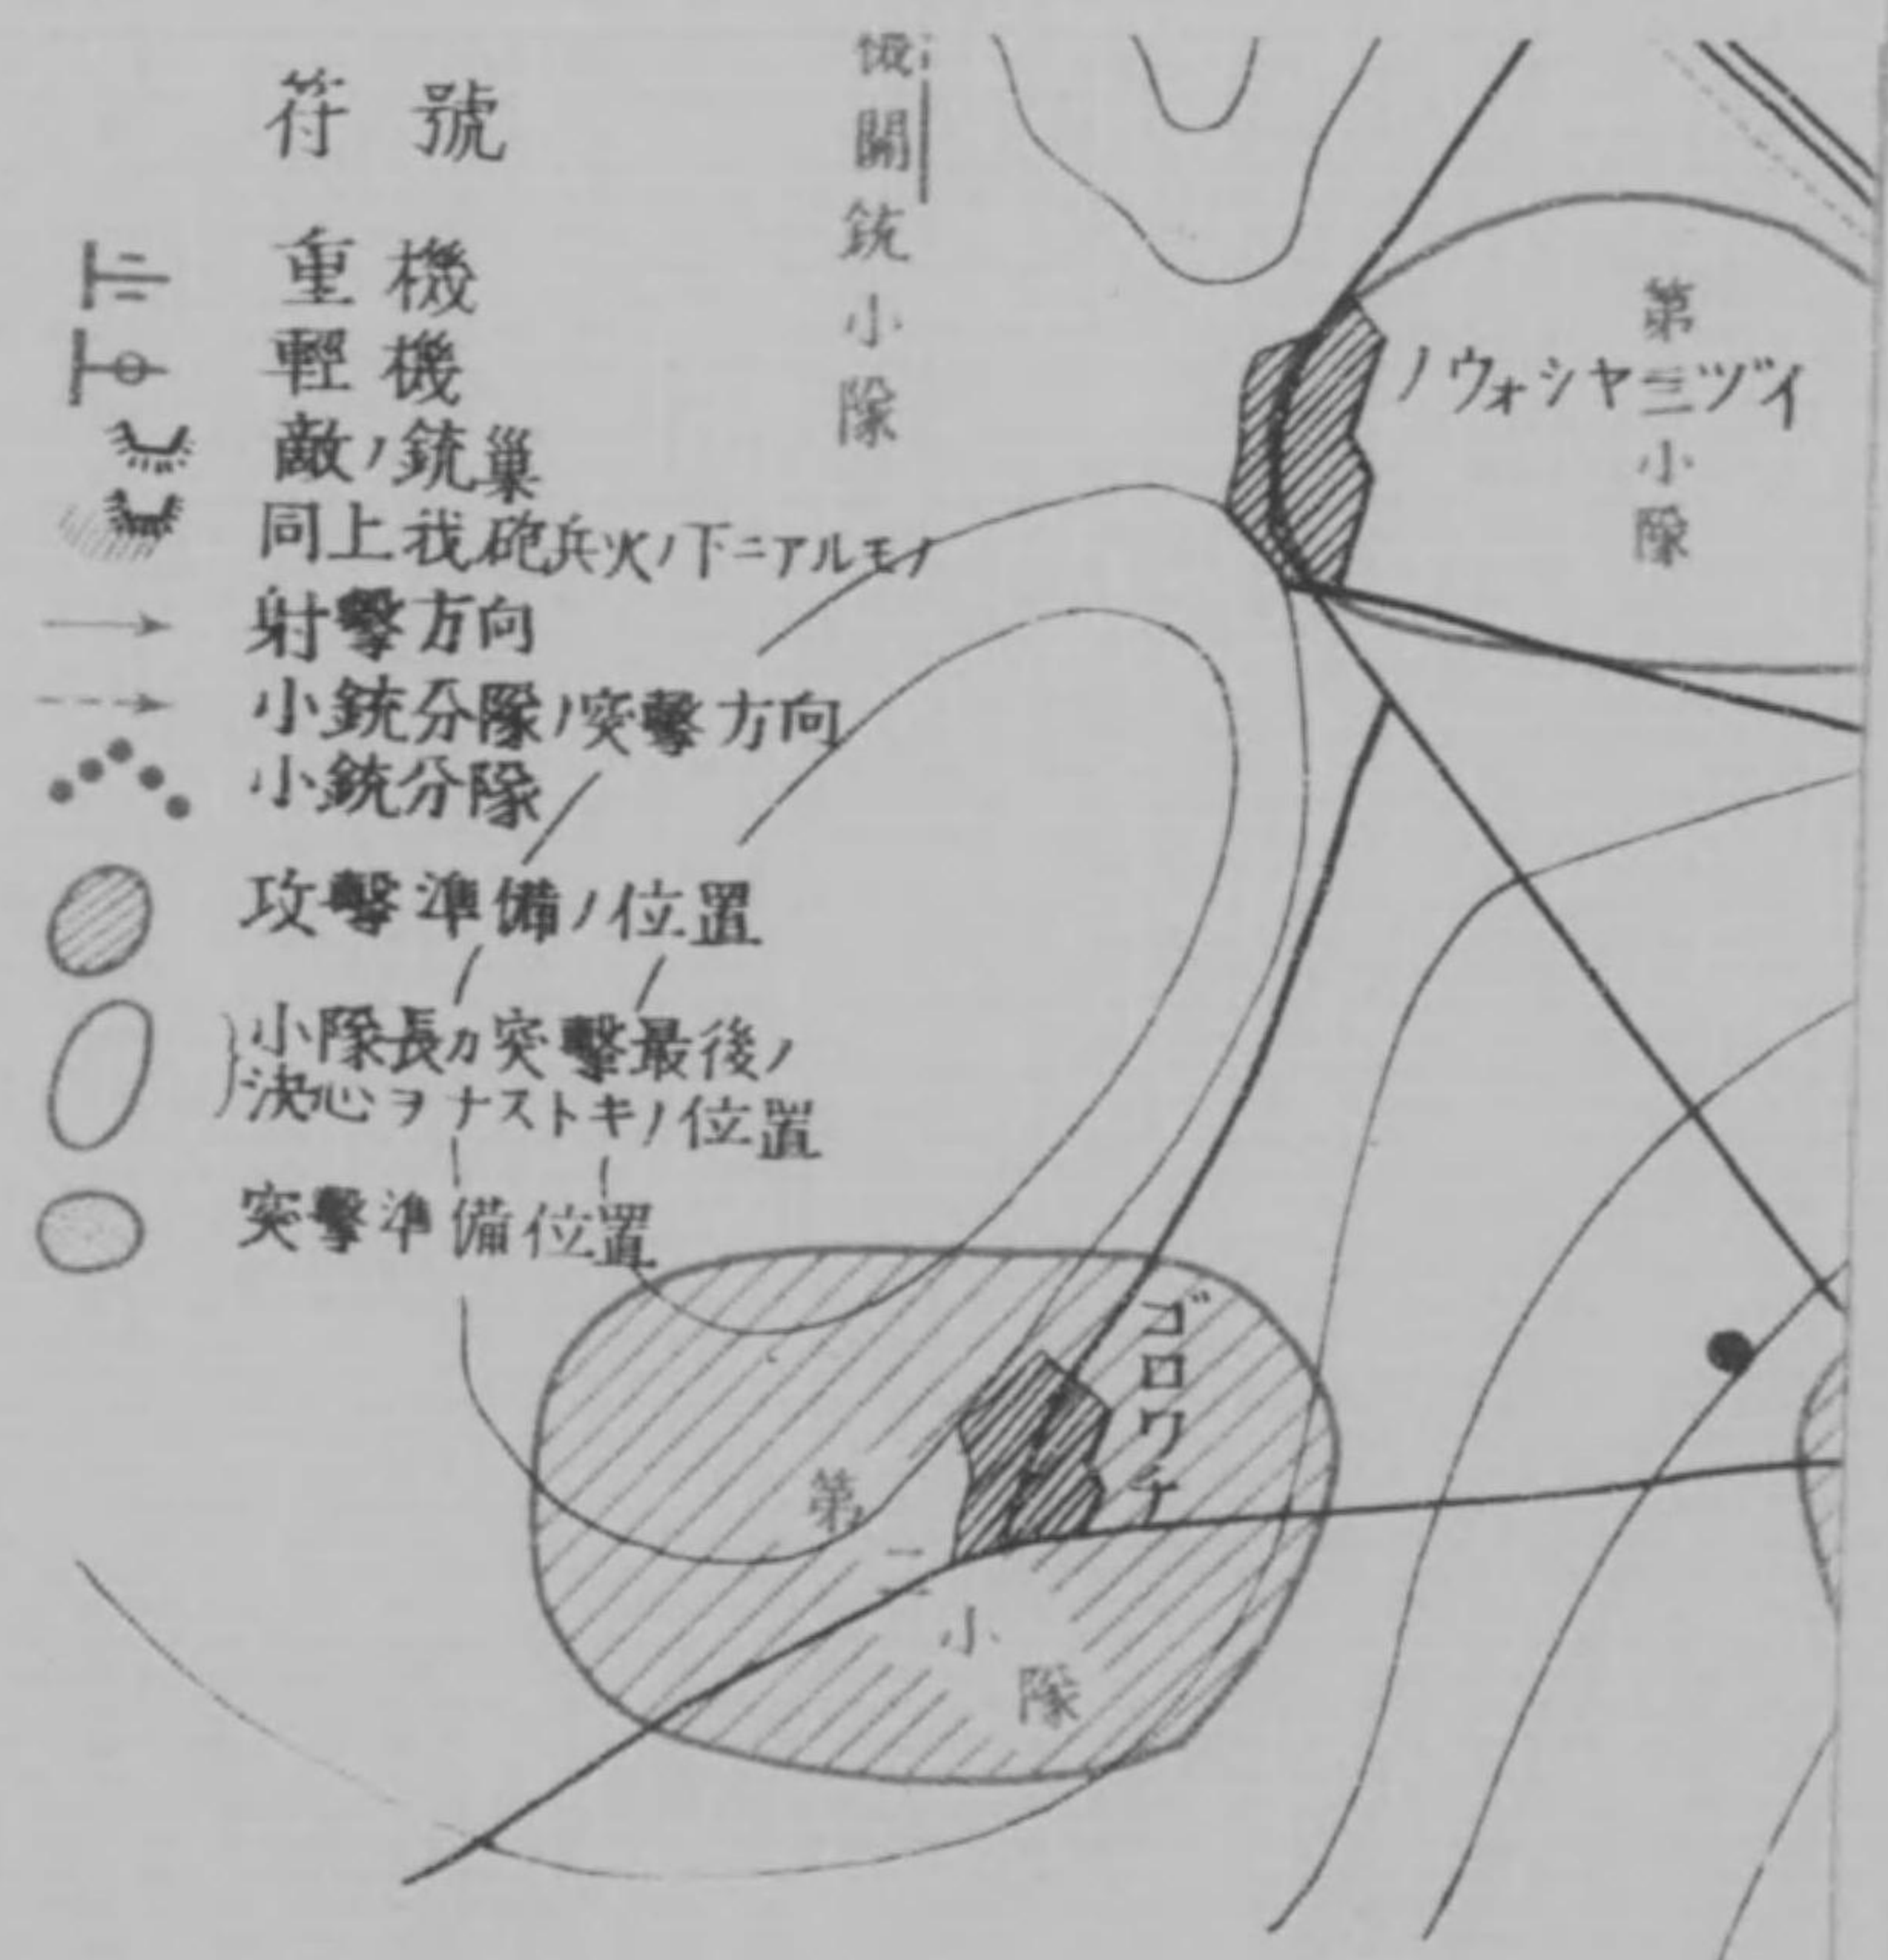 符號
重機
輕機
敵ノ銃巢
同上我砲兵火ノ下ニアルモノ
射擊方向
小銃分隊ノ突擊方向
小銃分隊
攻擊準備ノ位置
小隊長カ突擊最後ノ
決心ヲナストキノ位置
突擊準備位置
機關銃小隊
第三小隊
ノウォシヤツヅイ
ゴロワチ
第二小隊